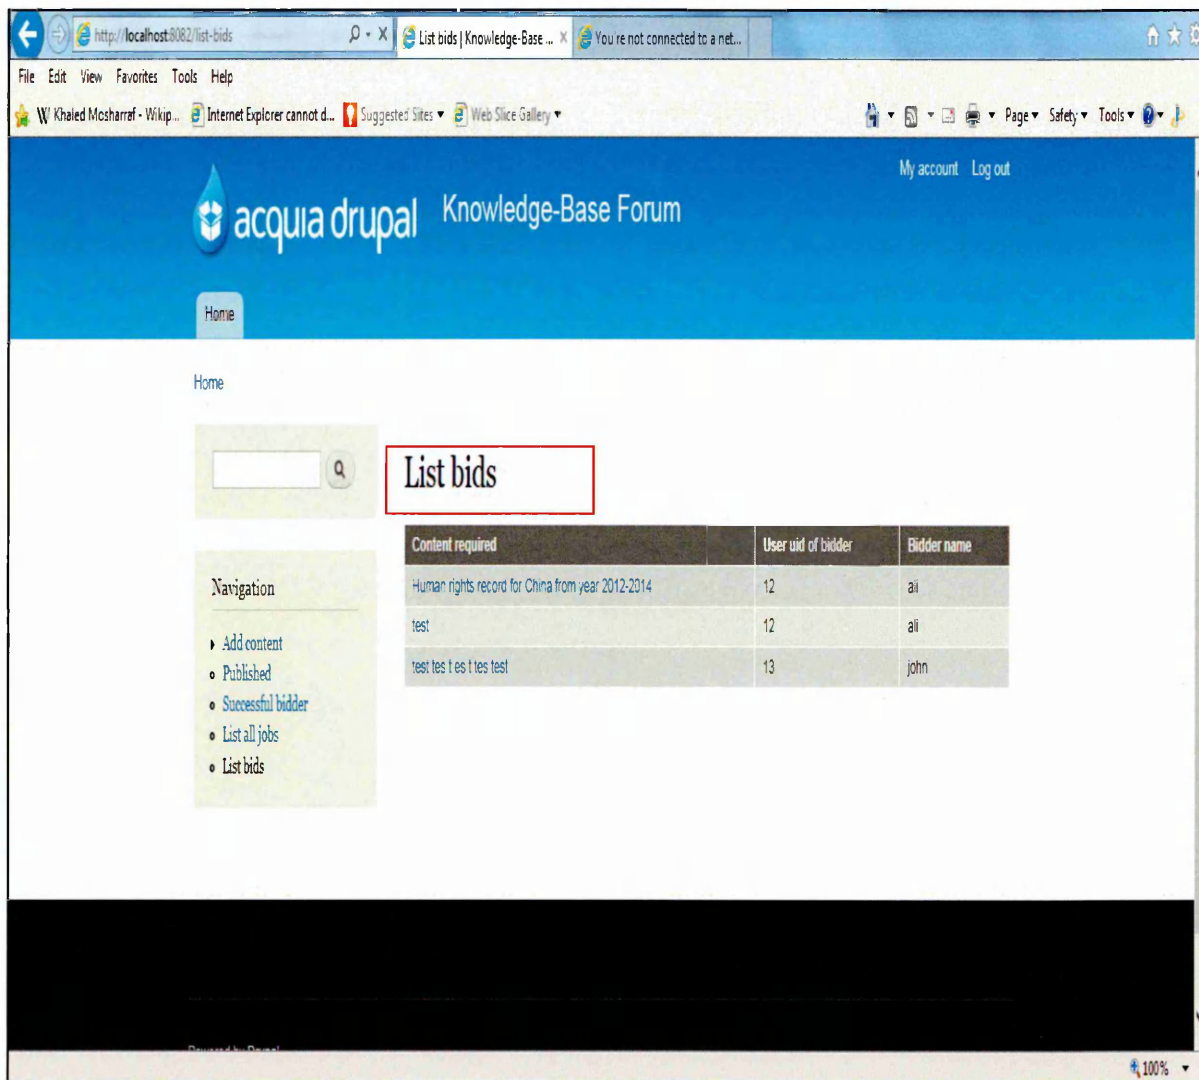 http://localhost:8082/list-bids
List bids | Knowledge-Base ...
You're not connected to a net...
File Edit View Favorites Tools Help
W Khaled Mosharraf - Wikip... Internet Explorer cannot d... Suggested Sites Web Slice Gallery Page Safety Tools
My account Log out
acquia drupal Knowledge-Base Forum
Home
Home
List bids
Content required User uid of bidder Bidder name
Human rights record for China from year 2012-2014 12 ali
test 12 ali
test tes t es t tes test 13 john
Navigation
Add content
Published
Successful bidder
List all jobs
List bids
Powered by Drupal
100%